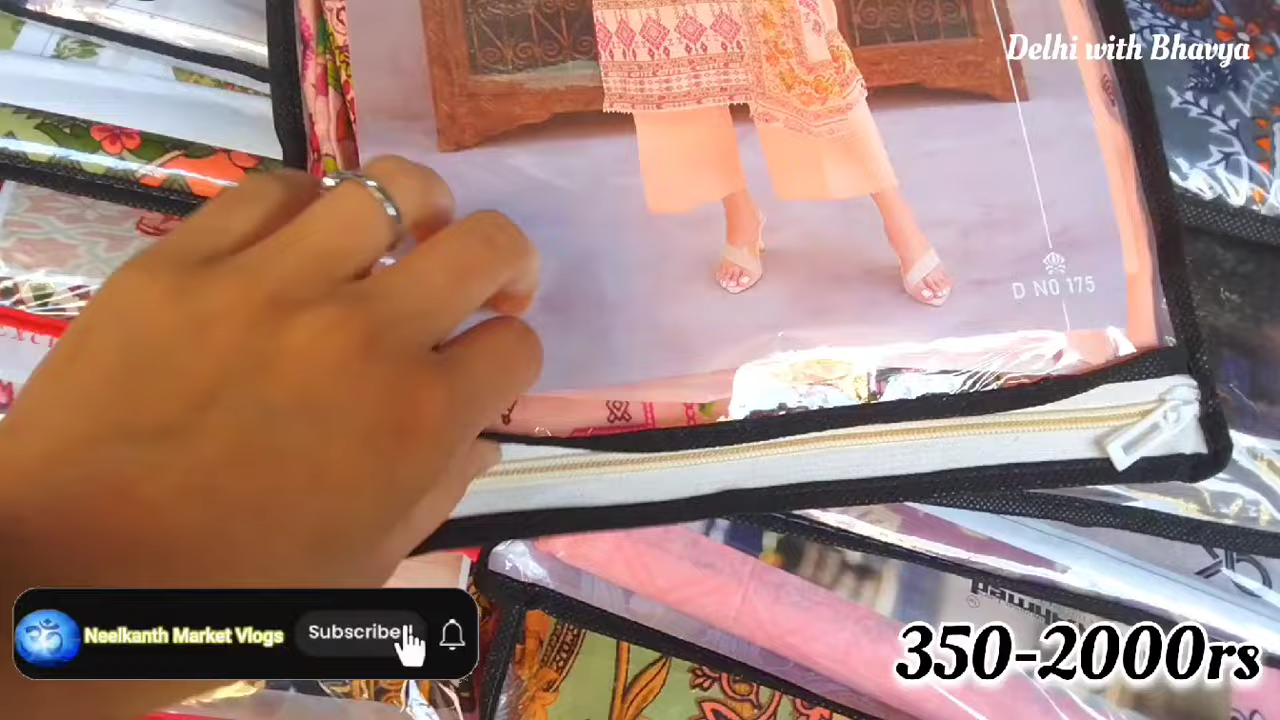 Delhi with Bhavya
D NO 175
Neelkanth Market Vlogs
Subscribe
350-2000rs